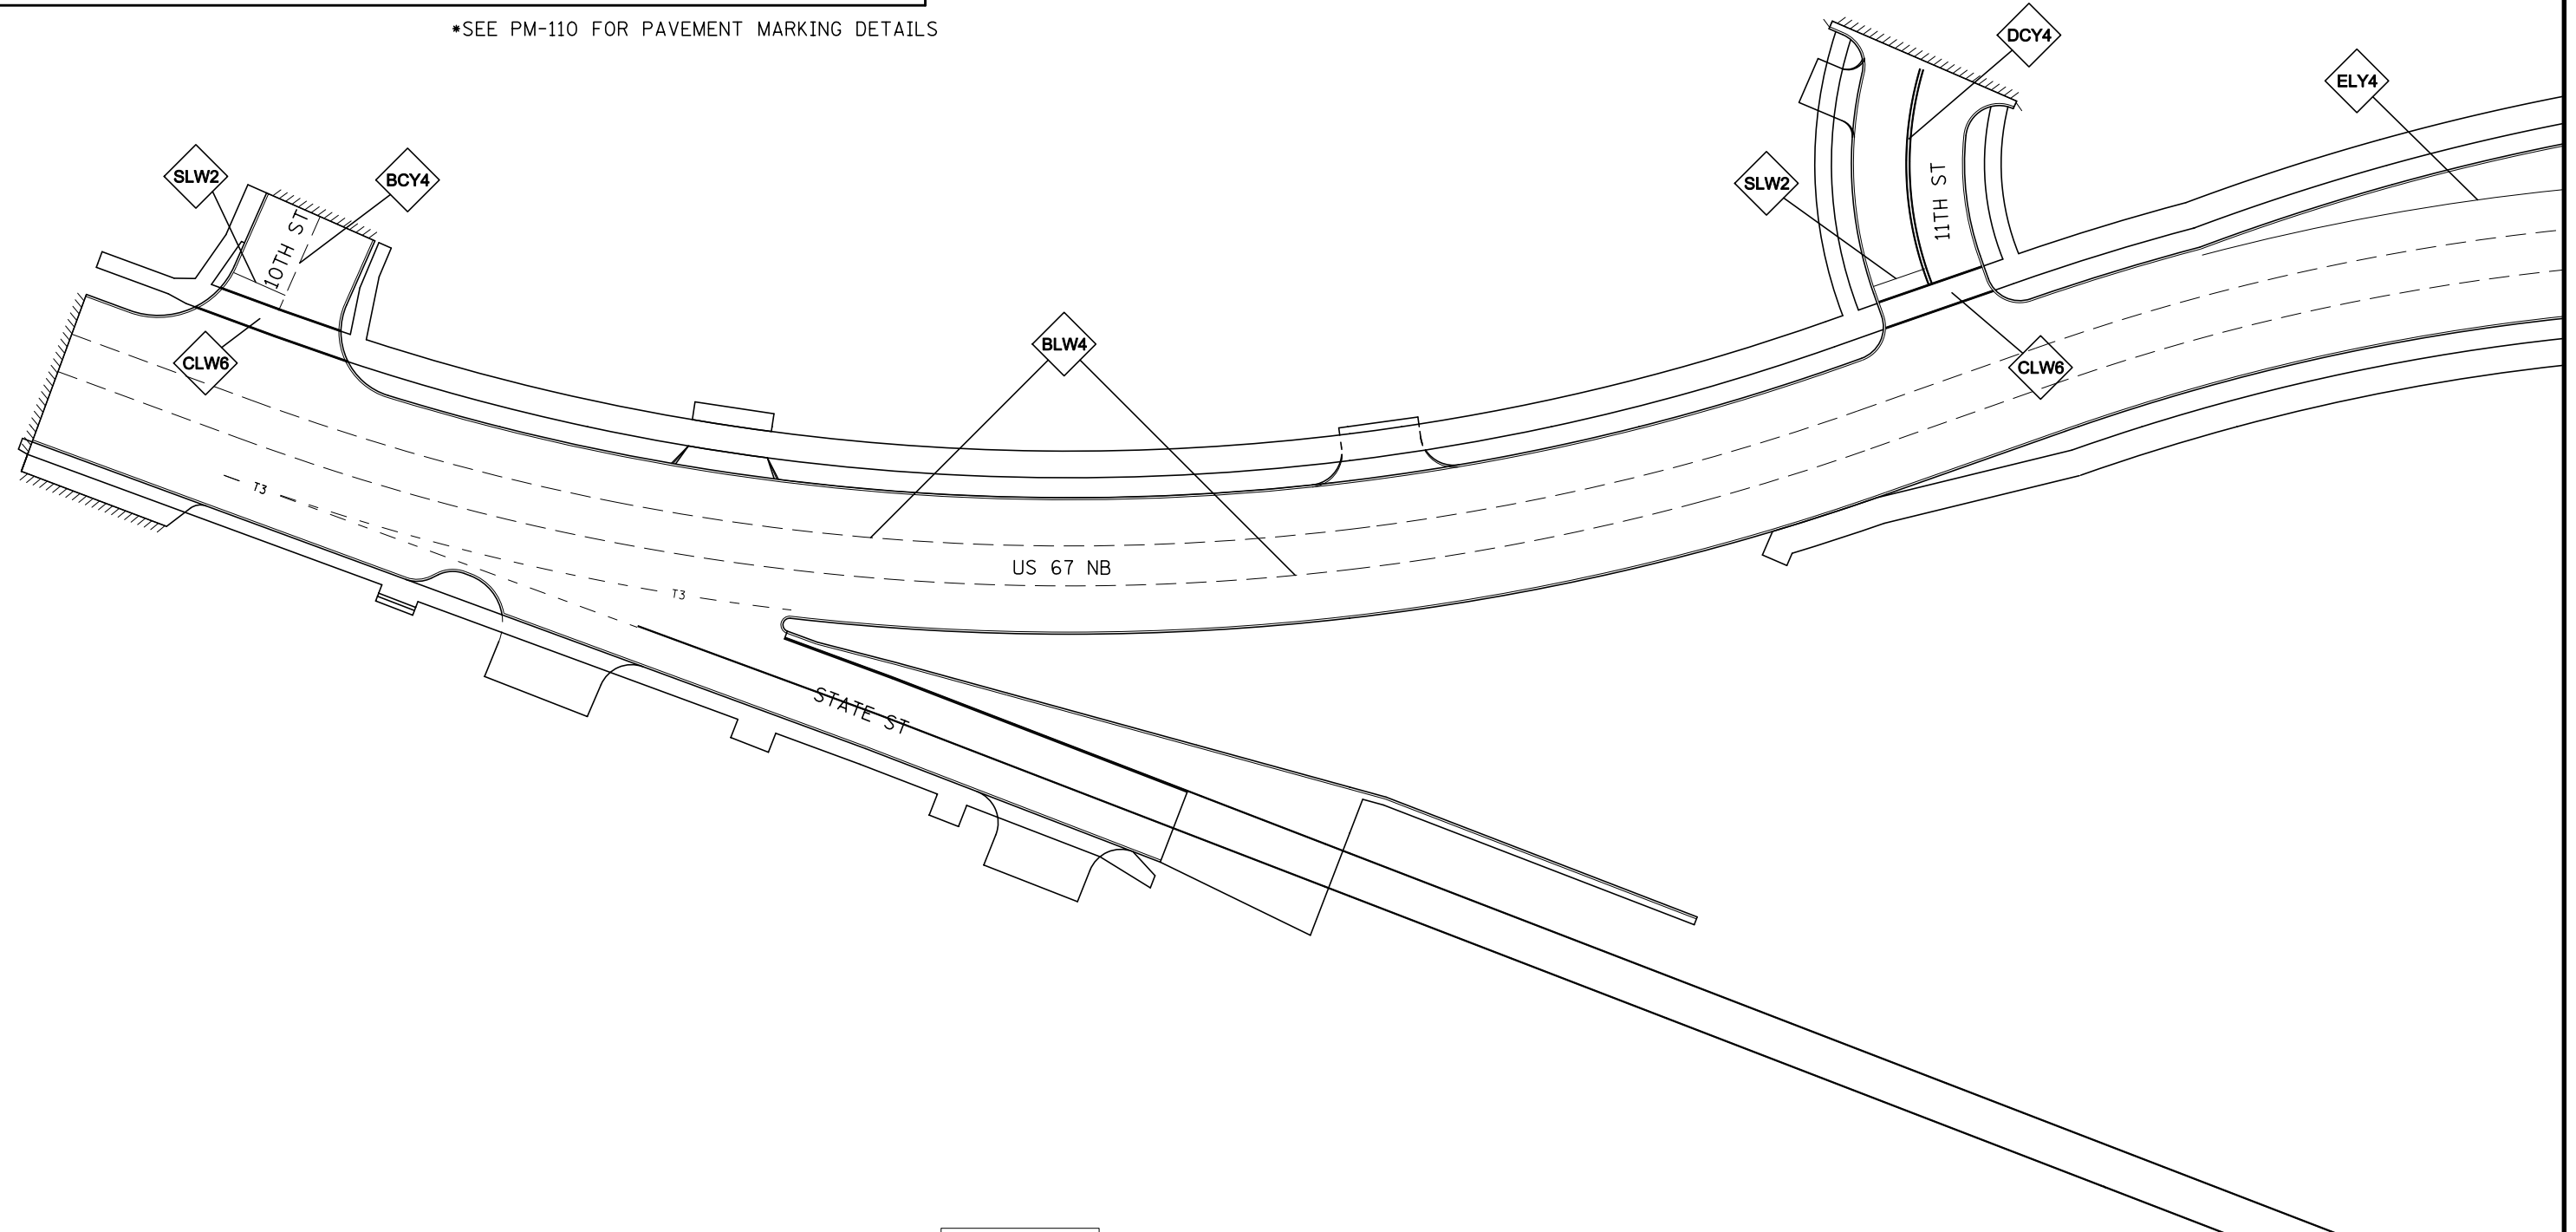 *SEE PM-110 FOR PAVEMENT MARKING DETAILS
DCY4
ELY4
SLW2
BCY4
SLW2
10TH ST
11TH ST
CLW6
BLW4
CLW6
T3
US 67 NB
T3
STATE ST